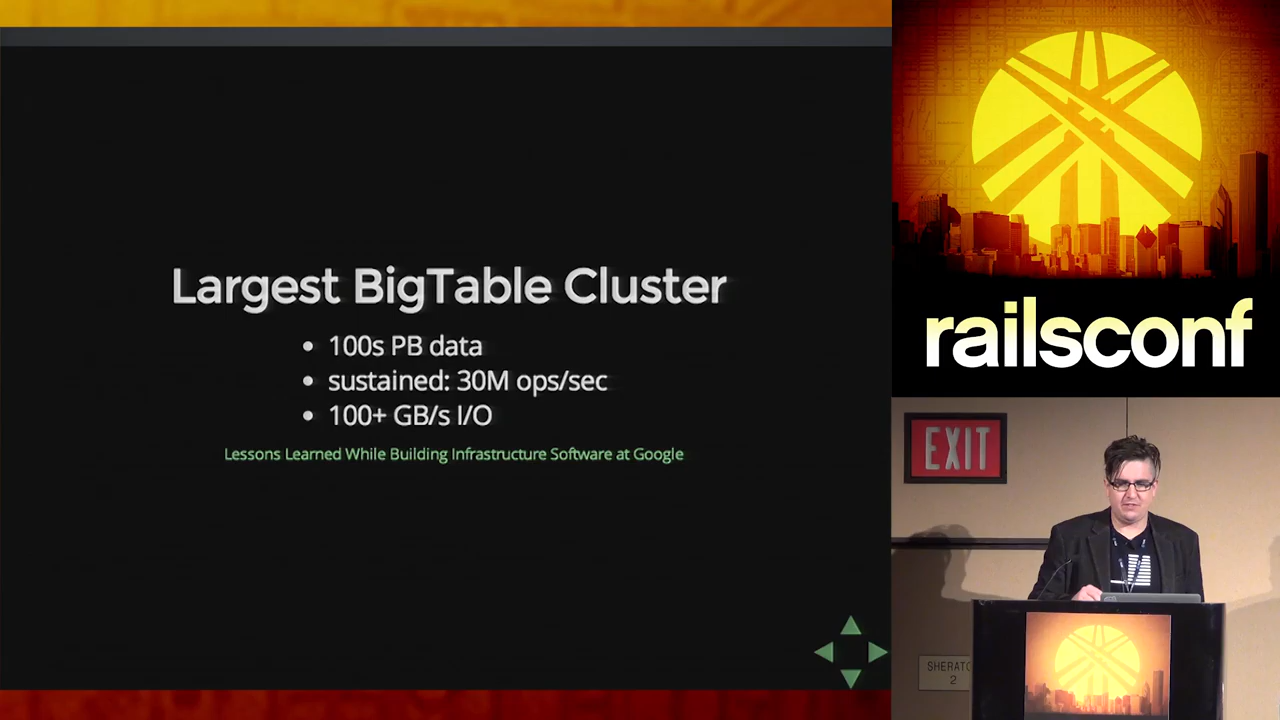 Largest BigTable Cluster
100s PB data
sustained: 30M ops/sec
100+ GB/s I/O
Lessons Learned While Building Infrastructure Software at Google
railsconf
EXIT
2